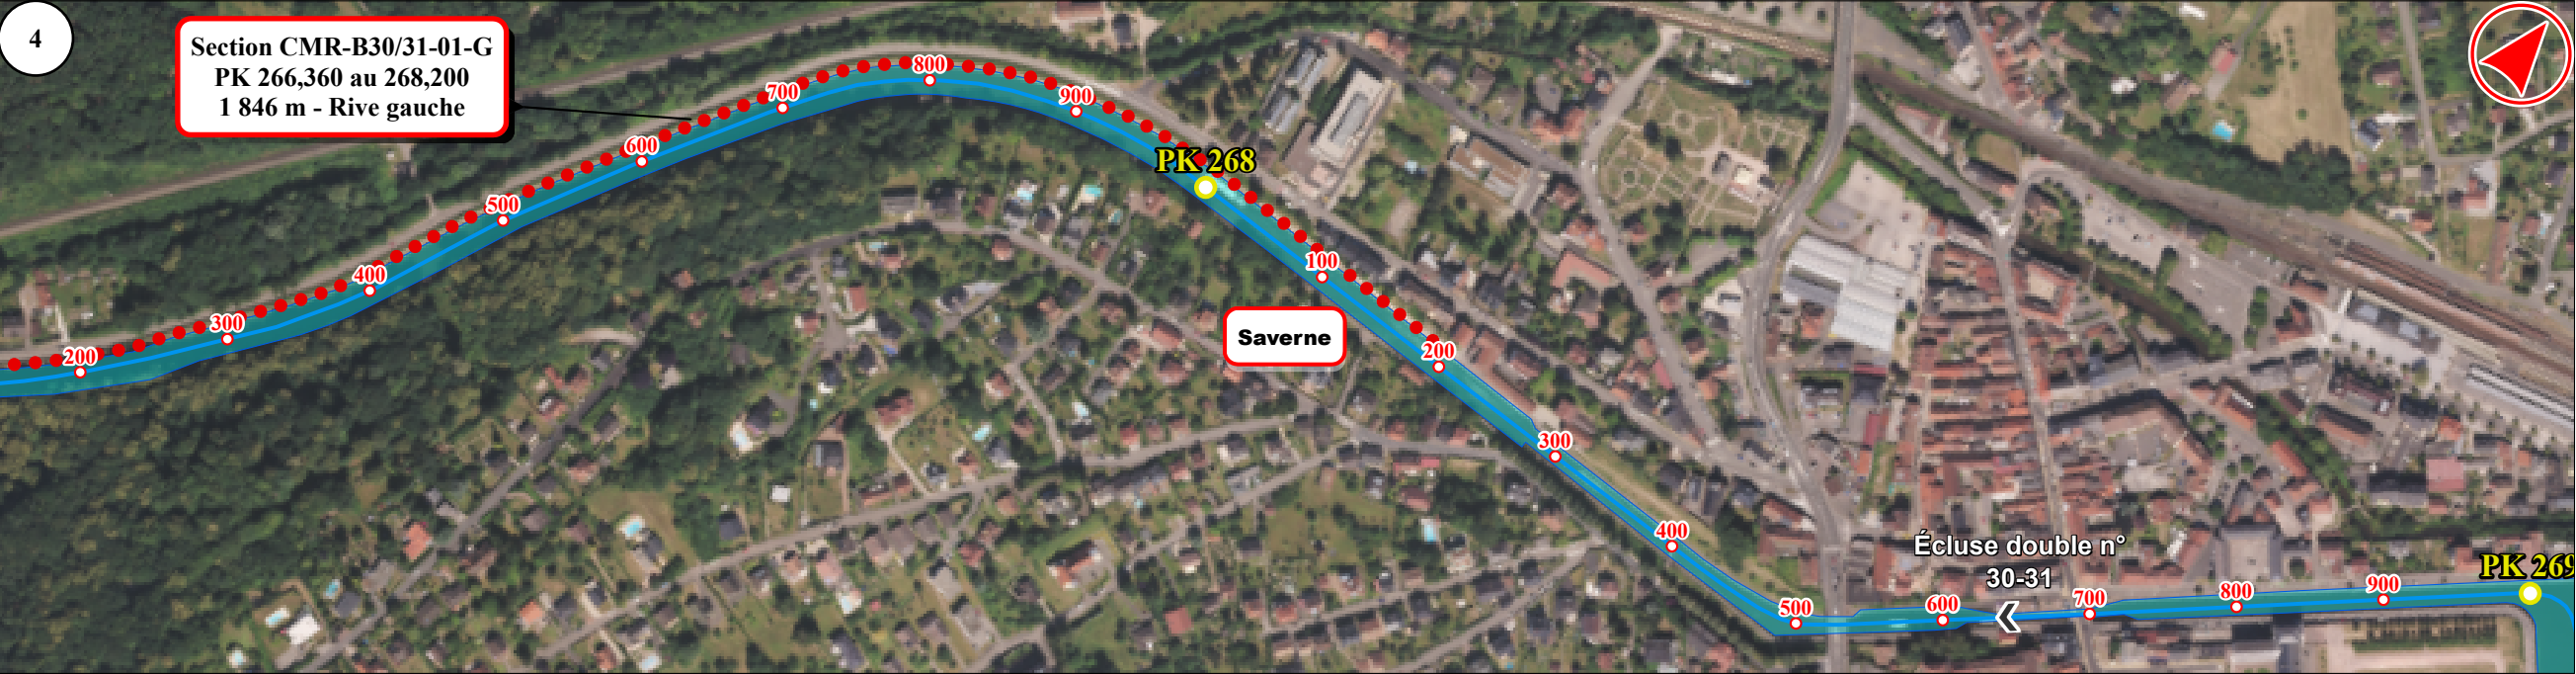 4
Section CMR-B30/31-01-G
PK 266,360 au 268,200
1 846 m - Rive gauche
200
300
400
500
600
700
800
900
PK 268
100
Saverne
200
300
400
500
600
Écluse double n°
30-31
700
800
900
PK 269